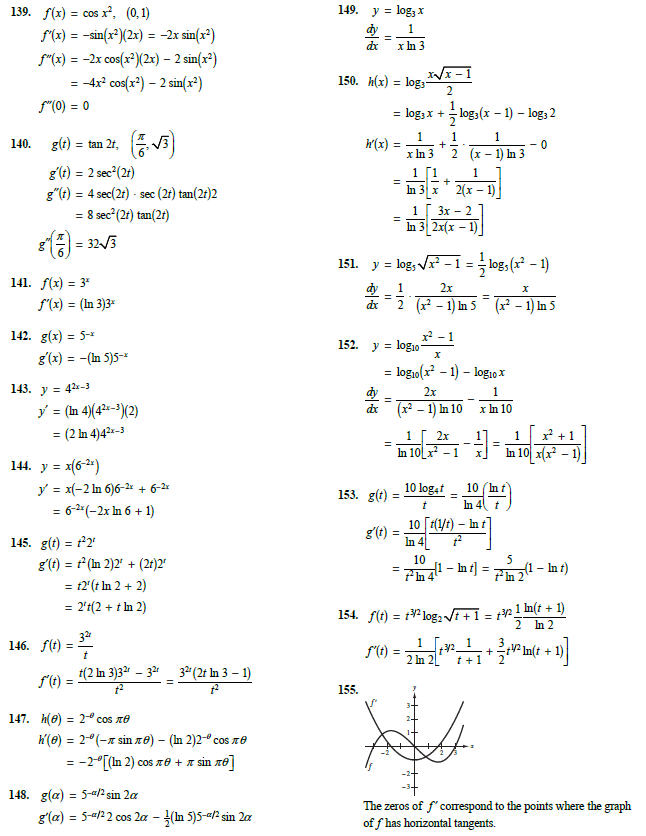 139. f(x) = cos x², (0, 1)
f′(x) = −sin(x²)(2x) = −2x sin(x²)
f″(x) = −2x cos(x²)(2x) − 2 sin(x²)
= −4x² cos(x²) − 2 sin(x²)
f″(0) = 0
140. g(t) = tan 2t, (π/6, √3)
g′(t) = 2 sec²(2t)
g″(t) = 4 sec(2t) · sec (2t) tan(2t)2
= 8 sec²(2t) tan(2t)
g″(π/6) = 32√3
141. f(x) = 3ˣ
f′(x) = (ln 3)3ˣ
142. g(x) = 5⁻ˣ
g′(x) = −(ln 5)5⁻ˣ
143. y = 4²ˣ⁻³
y′ = (ln 4)(4²ˣ⁻³)(2)
= (2 ln 4)4²ˣ⁻³
144. y = x(6⁻²ˣ)
y′ = x(−2 ln 6)6⁻²ˣ + 6⁻²ˣ
= 6⁻²ˣ(−2x ln 6 + 1)
145. g(t) = t²2ᵗ
g′(t) = t²(ln 2)2ᵗ + (2t)2ᵗ
= t2ᵗ(t ln 2 + 2)
= 2ᵗt(2 + t ln 2)
146. f(t) = 3²ᵗ/t
f′(t) = (t(2 ln 3)3²ᵗ − 3²ᵗ)/t² = 3²ᵗ(2t ln 3 − 1)/t²
147. h(θ) = 2^−θ cos πθ
h′(θ) = 2^−θ(−π sin πθ) − (ln 2)2^−θ cos πθ
= −2^−θ[(ln 2) cos πθ + π sin πθ]
148. g(α) = 5^−α/2 sin 2α
g′(α) = 5^−α/2 2 cos 2α − ½(ln 5)5^−α/2 sin 2α
149. y = log₃ x
dy/dx = 1/(x ln 3)
150. h(x) = log₃ (x√(x − 1))/2
= log₃ x + ½ log₃(x − 1) − log₃ 2
h′(x) = 1/(x ln 3) + 1/2 · 1/((x − 1) ln 3) − 0
= 1/ln 3 [1/x + 1/(2(x − 1))]
= 1/ln 3 [(3x − 2)/(2x(x − 1))]
151. y = log₅ √(x² − 1) = ½ log₅ (x² − 1)
dy/dx = 1/2 · 2x/((x² − 1) ln 5) = x/((x² − 1) ln 5)
152. y = log₁₀ (x² − 1)/x
= log₁₀(x² − 1) − log₁₀ x
dy/dx = 2x/((x² − 1) ln 10) − 1/(x ln 10)
= 1/ln 10 [2x/(x² − 1) − 1/x] = 1/ln 10 [(x² + 1)/(x(x² − 1))]
153. g(t) = (10 log₄ t)/t = 10/ln 4 (ln t/t)
g′(t) = 10/ln 4 [(t(1/t) − ln t)/t²]
= 10/(t² ln 4) [1 − ln t] = 5/(t² ln 2) (1 − ln t)
154. f(t) = t^3/2 log₂ √(t + 1) = t^3/2 1/2 ln(t + 1)/ln 2
f′(t) = 1/(2 ln 2) [t^3/2 1/(t + 1) + 3/2 t^1/2 ln(t + 1)]
155.
y
f′
3
2
1
−2
2
3
x
f
−2
−3
The zeros of f′ correspond to the points where the graph
of f has horizontal tangents.